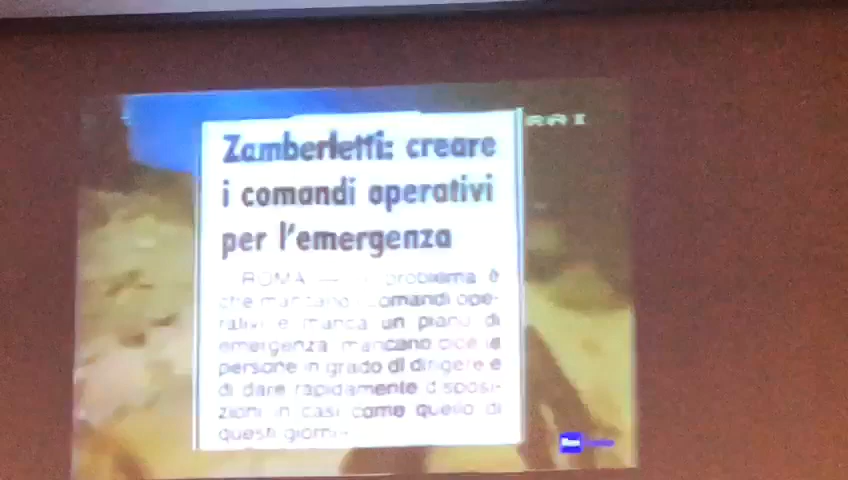 RAI
Zamberletti: creare
i comandi operativi
per l'emergenza
ROMA — problema è
che mancano i comandi ope-
rativi e manca un piano di
emergenza, mancano cioè le
persone in grado di dirigere e
di dare rapidamente disposi-
zioni in casi come quello di
questi giorni».
Rai